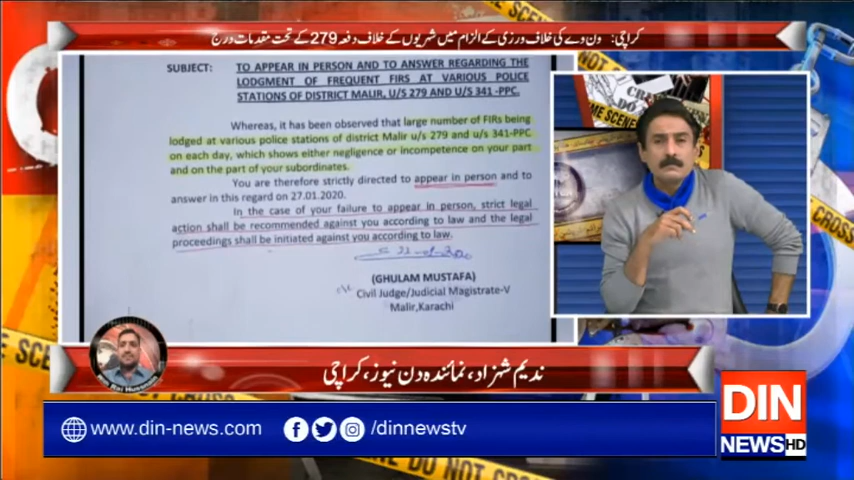 کراچی: ون وے کی خلاف ورزی کے الزام میں شہریوں کے خلاف دفعہ 279 کے تحت مقدمات درج
SUBJECT: TO APPEAR IN PERSON AND TO ANSWER REGARDING THE
LODGMENT OF FREQUENT FIRS AT VARIOUS POLICE
STATIONS OF DISTRICT MALIR, U/S 279 AND U/S 341 -PPC.
Whereas, it has been observed that large number of FIRs being
lodged at various police stations of district Malir u/s 279 and u/s 341-PPC
on each day, which shows either negligence or incompetence on your part
and on the part of your subordinates.
You are therefore strictly directed to appear in person and to
answer in this regard on 27.01.2020.
In the case of your failure to appear in person, strict legal
action shall be recommended against you according to law and the legal
proceedings shall be initiated against you according to law.
(GHULAM MUSTAFA)
Civil Judge/Judicial Magistrate-V
Malir, Karachi
ندیم شہزاد، نمائندہ دن نیوز، کراچی
www.din-news.com /dinnewstv
DIN
NEWS HD